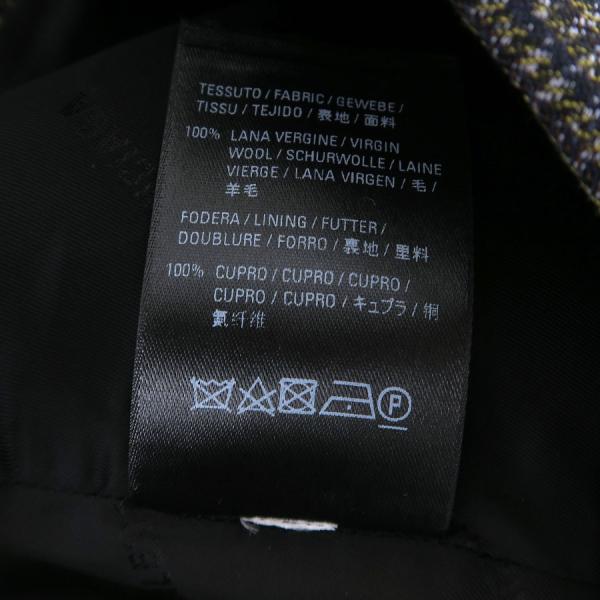 TESSUTO / FABRIC / GEWEBE /
TISSU / TEJIDO / 表地 / 面料
100% LANA VERGINE / VIRGIN
WOOL / SCHURWOLLE / LAINE
VIERGE / LANA VIRGEN / 毛 /
羊毛
FODERA / LINING / FUTTER /
DOUBLURE / FORRO / 裏地 / 里料
100% CUPRO / CUPRO / CUPRO /
CUPRO / CUPRO / キュプラ / 铜
氨纤维
P